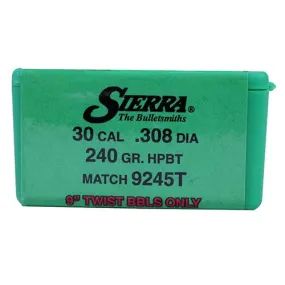 SIERRA
The Bulletsmiths
30 CAL .308 DIA
240 GR. HPBT
MATCH 9245T
8" TWIST BBLS ONLY